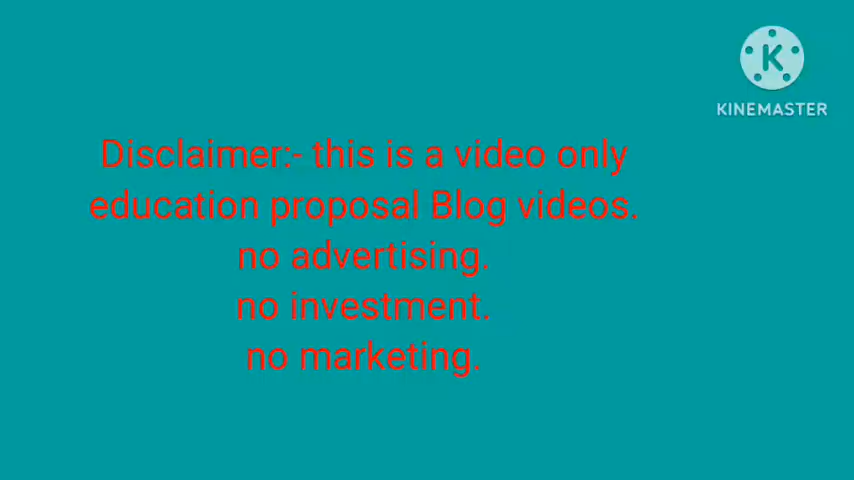 K
KINEMASTER
Disclaimer:- this is a video only
education proposal Blog videos.
no advertising.
no investment.
no marketing.